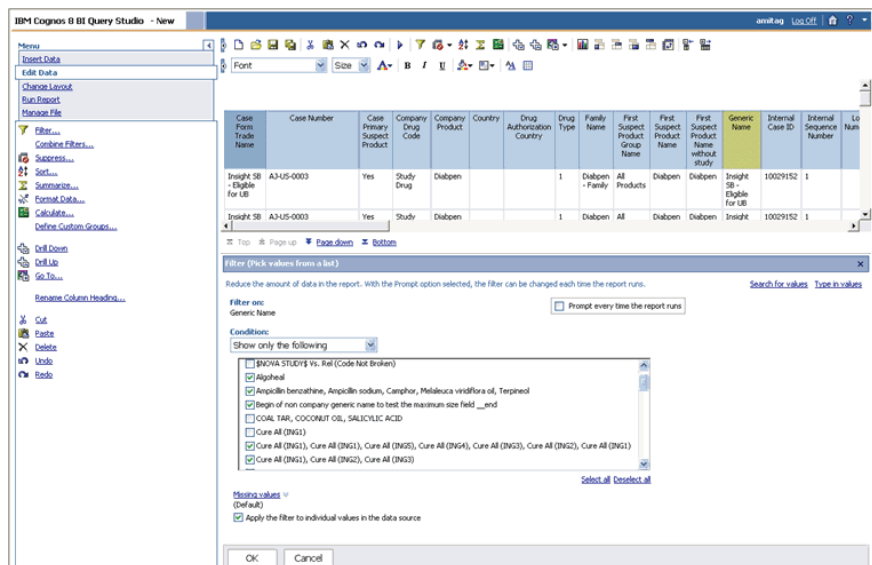 IBM Cognos 8 BI Query Studio - New
amitag Log Off
Menu
Insert Data
Edit Data
Change Layout
Run Report
Manage File
Filter...
Combine Filters...
Suppress...
Sort...
Summarize...
Format Data...
Calculate...
Define Custom Groups...
Drill Down
Drill Up
Go To...
Rename Column Heading...
Cut
Paste
Delete
Undo
Redo
Font Size A B I U
Case Form Trade Name Case Number Case Primary Suspect Product Company Drug Code Company Product Country Drug Authorization Country Drug Type Family Name First Suspect Product Group Name First Suspect Product Name First Suspect Product Name without study Generic Name Internal Case ID Internal Sequence Number Lo Num
Insight SB - Eligible for UB AJ-US-0003 Yes Study Drug Diabpen 1 Diabpen - Family All Products Diabpen Diabpen Insight SB - Eligible for UB 10029152 1
Insight SB AJ-US-0003 Yes Study Diabpen 1 Diabpen All Diabpen Diabpen Insight 10029152 1
Top Page up Page down Bottom
Filter (Pick values from a list)
Reduce the amount of data in the report. With the Prompt option selected, the filter can be changed each time the report runs.
Search for values Type in values
Filter on:
Generic Name
Prompt every time the report runs
Condition:
Show only the following
$NOVA STUDY$ Vs. Rel (Code Not Broken)
Algoheal
Ampicillin benzathine, Ampicillin sodium, Camphor, Melaleuca viridiflora oil, Terpineol
Begin of non company generic name to test the maximum size field __end
COAL TAR, COCONUT OIL, SALICYLIC ACID
Cure All (ING1)
Cure All (ING1), Cure All (ING1), Cure All (ING5), Cure All (ING4), Cure All (ING3), Cure All (ING2), Cure All (ING1)
Cure All (ING1), Cure All (ING2), Cure All (ING3)
Select all Deselect all
Missing values
(Default)
Apply the filter to individual values in the data source
OK Cancel